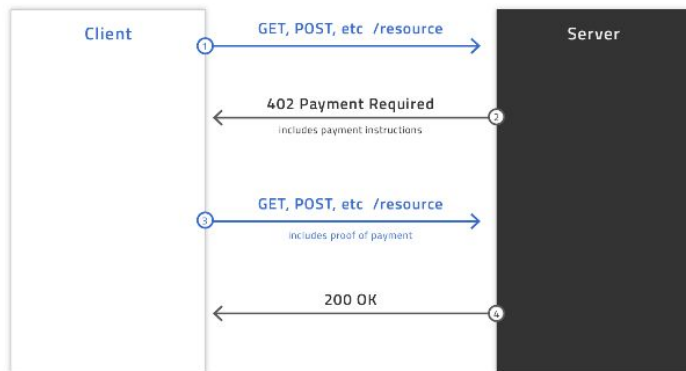 Client
Server
GET, POST, etc /resource
1
402 Payment Required
2
includes payment instructions
GET, POST, etc /resource
3
includes proof of payment
200 OK
4